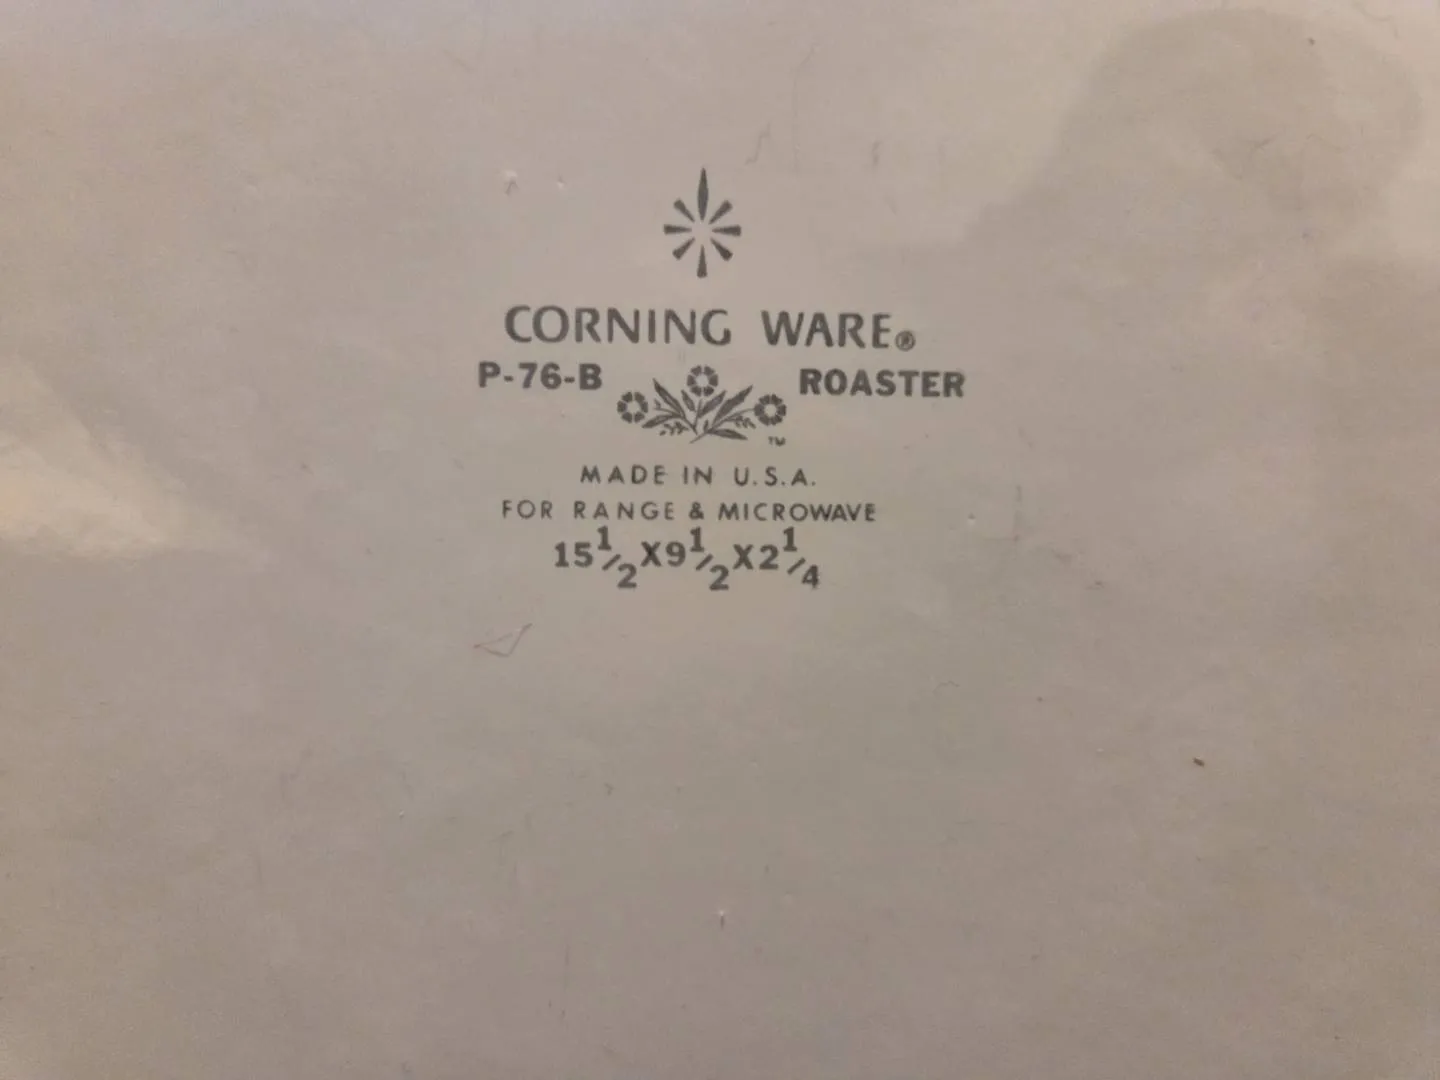 CORNING WARE®
P-76-B ROASTER
™
MADE IN U.S.A.
FOR RANGE & MICROWAVE
15 1/2 X 9 1/2 X 2 1/4